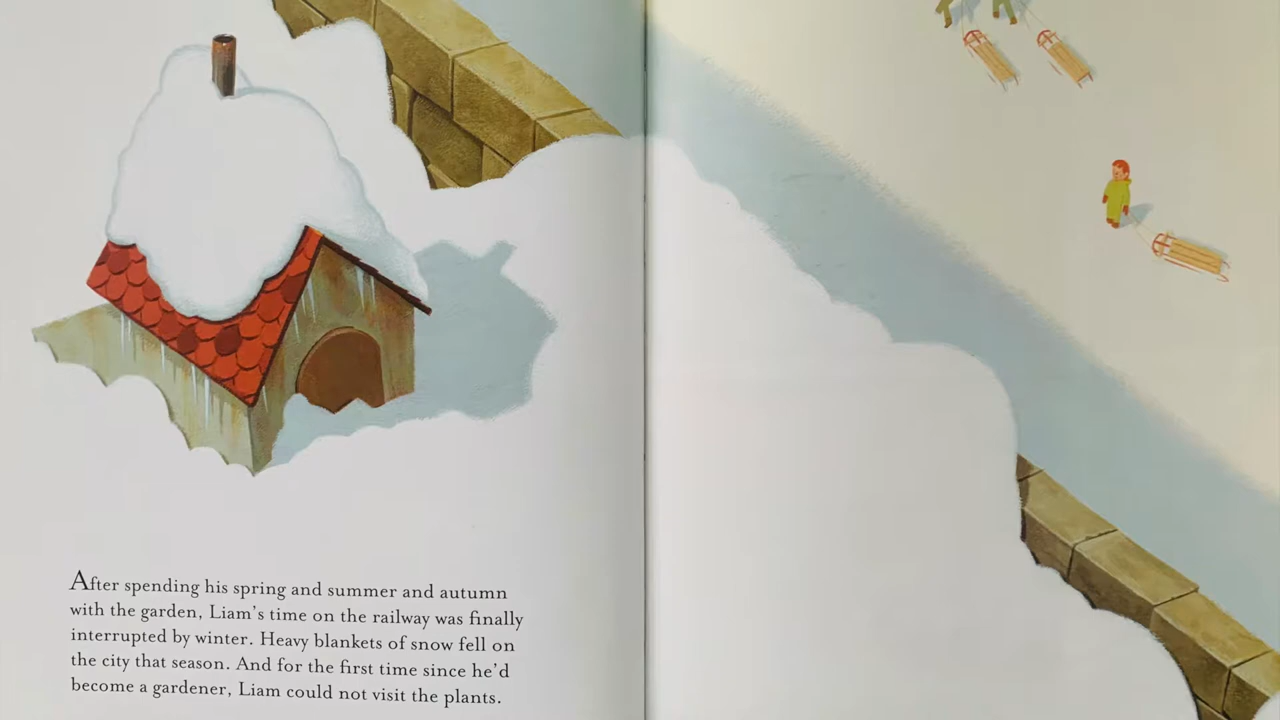 After spending his spring and summer and autumn
with the garden, Liam's time on the railway was finally
interrupted by winter. Heavy blankets of snow fell on
the city that season. And for the first time since he'd
become a gardener, Liam could not visit the plants.